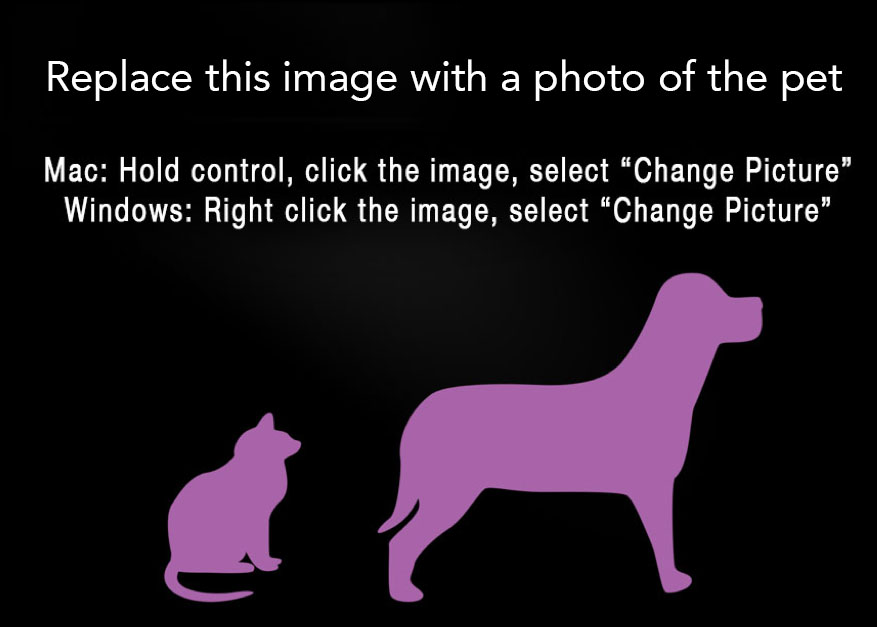 Replace this image with a photo of the pet
Mac: Hold control, click the image, select “Change Picture”
Windows: Right click the image, select “Change Picture”